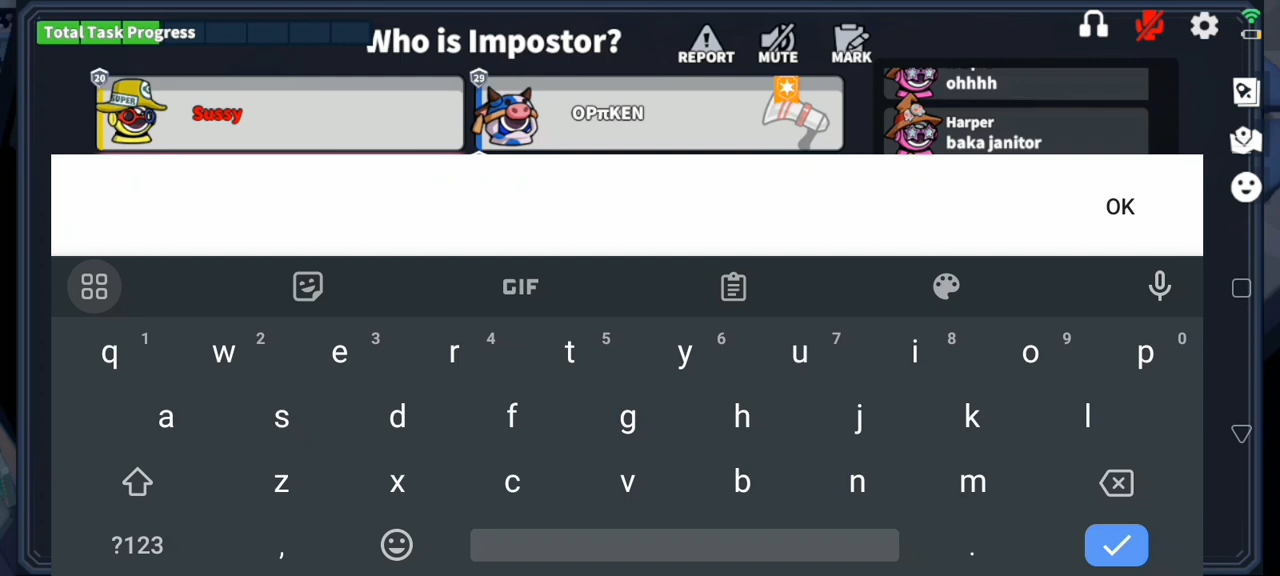 Total Task Progress
Who is Impostor?
REPORT
MUTE
MARK
20
SUPER
Sussy
29
OPπKEN
ohhhh
Harper
baka janitor
OK
GIF
q 1 w 2 e 3 r 4 t 5 y 6 u 7 i 8 o 9 p 0
a s d f g h j k l
z x c v b n m
?123 , .